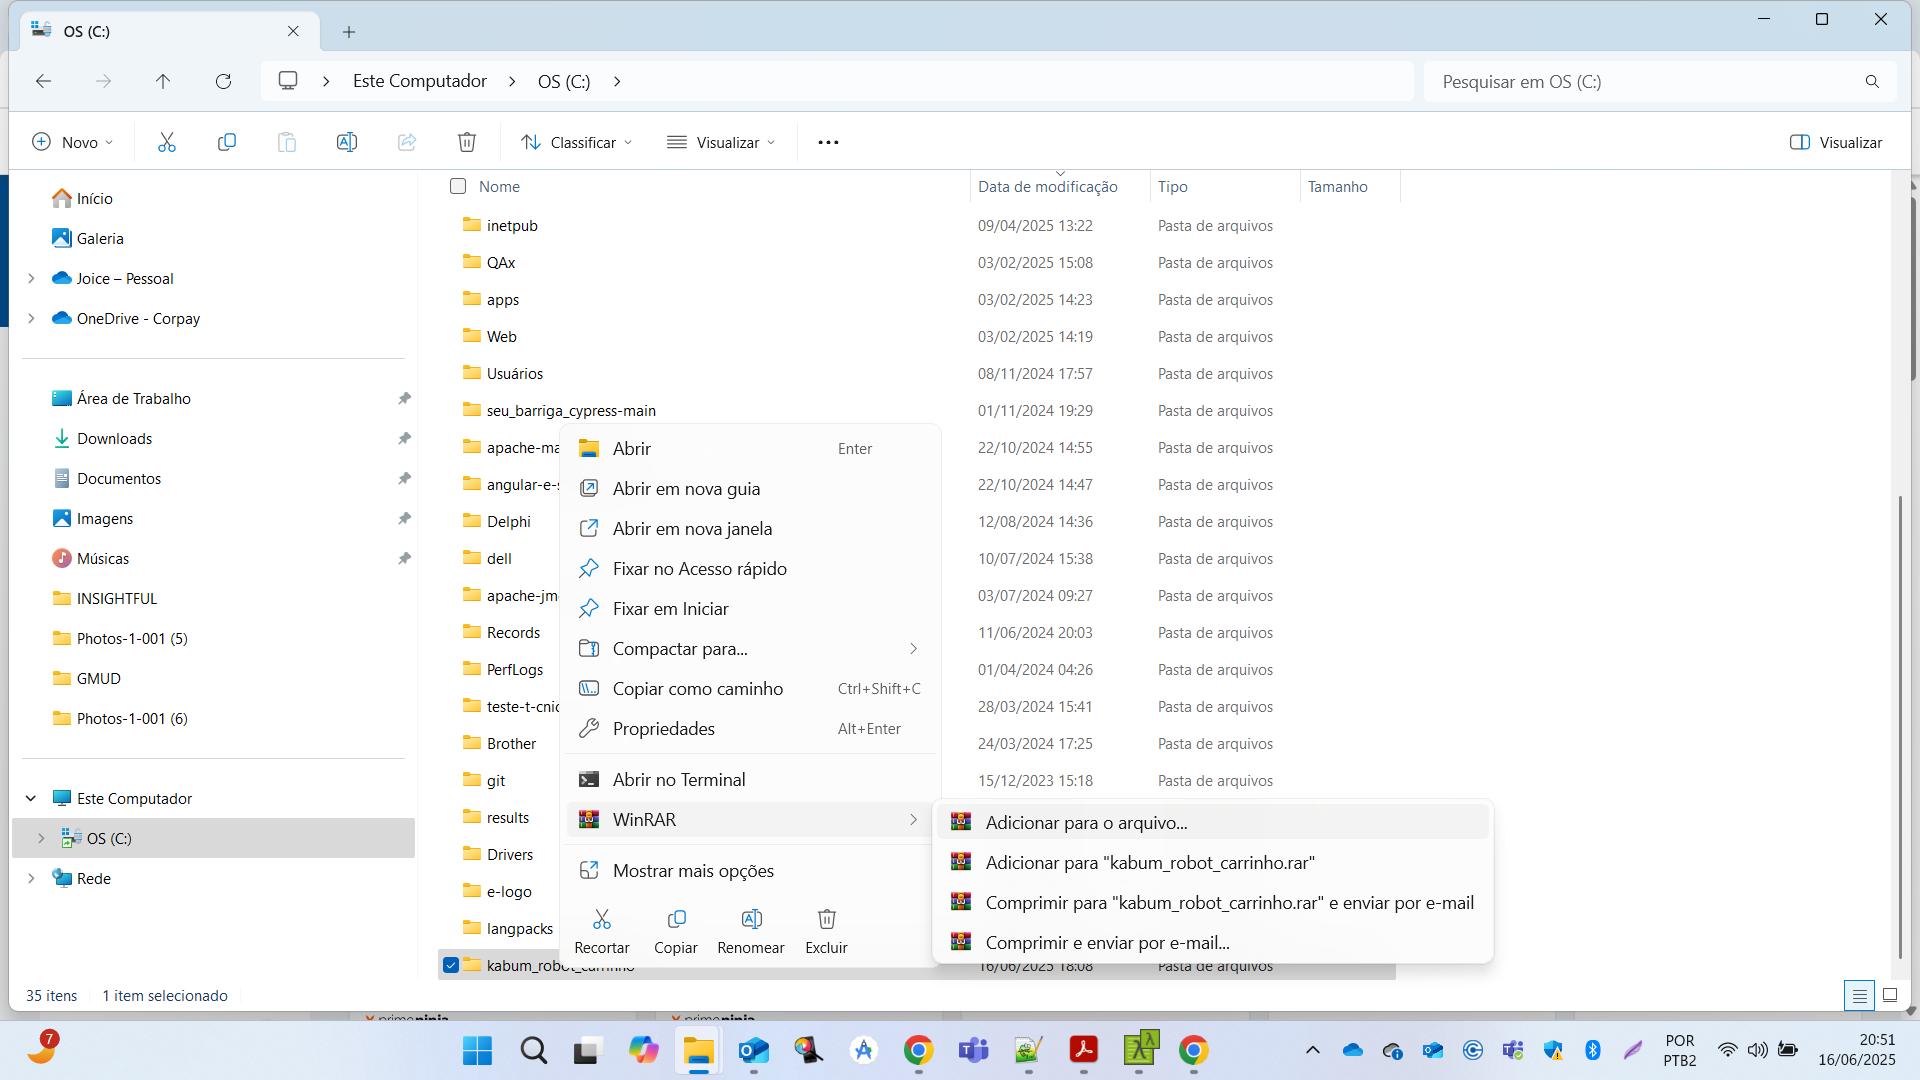 OS (C:)
Este Computador
OS (C:)
Pesquisar em OS (C:)
Novo
Classificar
Visualizar
Visualizar
Nome
Data de modificação
Tipo
Tamanho
Início
Galeria
Joice – Pessoal
OneDrive - Corpay
Área de Trabalho
Downloads
Documentos
Imagens
Músicas
INSIGHTFUL
Photos-1-001 (5)
GMUD
Photos-1-001 (6)
Este Computador
OS (C:)
Rede
inetpub 09/04/2025 13:22 Pasta de arquivos
QAx 03/02/2025 15:08 Pasta de arquivos
apps 03/02/2025 14:23 Pasta de arquivos
Web 03/02/2025 14:19 Pasta de arquivos
Usuários 08/11/2024 17:57 Pasta de arquivos
seu_barriga_cypress-main 01/11/2024 19:29 Pasta de arquivos
apache-ma 22/10/2024 14:55 Pasta de arquivos
angular-e-s 22/10/2024 14:47 Pasta de arquivos
Delphi 12/08/2024 14:36 Pasta de arquivos
dell 10/07/2024 15:38 Pasta de arquivos
apache-jm 03/07/2024 09:27 Pasta de arquivos
Records 11/06/2024 20:03 Pasta de arquivos
PerfLogs 01/04/2024 04:26 Pasta de arquivos
teste-t-cnic 28/03/2024 15:41 Pasta de arquivos
Brother 24/03/2024 17:25 Pasta de arquivos
git 15/12/2023 15:18 Pasta de arquivos
results
Drivers
e-logo
langpacks
kabum_robot_carrinho 16/06/2025 18:08 Pasta de arquivos
Abrir Enter
Abrir em nova guia
Abrir em nova janela
Fixar no Acesso rápido
Fixar em Iniciar
Compactar para...
Copiar como caminho Ctrl+Shift+C
Propriedades Alt+Enter
Abrir no Terminal
WinRAR
Mostrar mais opções
Recortar Copiar Renomear Excluir
Adicionar para o arquivo...
Adicionar para "kabum_robot_carrinho.rar"
Comprimir para "kabum_robot_carrinho.rar" e enviar por e-mail
Comprimir e enviar por e-mail...
35 itens 1 item selecionado
7
POR
PTB2
20:51
16/06/2025